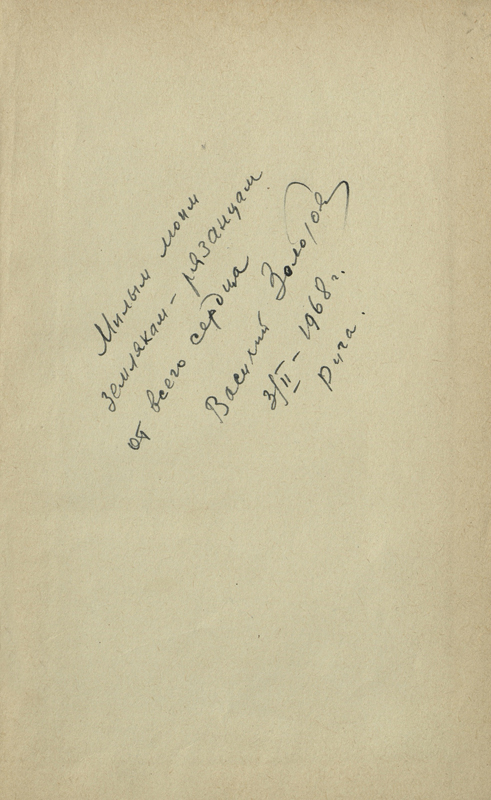 Милым моим
землякам - рязанцам
от всего сердца
Василий Золотов
3/II - 1968 г.
Рига.